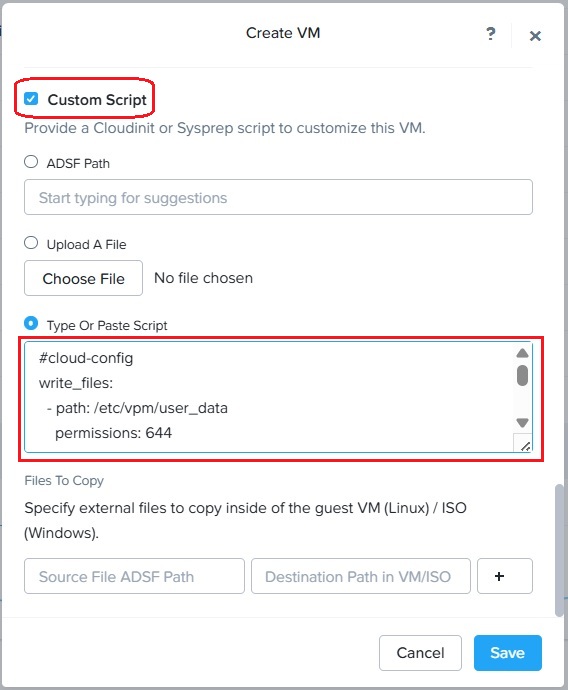 Create VM
?
Custom Script
Provide a Cloudinit or Sysprep script to customize this VM.
ADSF Path
Start typing for suggestions
Upload A File
Choose File No file chosen
Type Or Paste Script
#cloud-config
write_files:
- path: /etc/vpm/user_data
permissions: 644
Files To Copy
Specify external files to copy inside of the guest VM (Linux) / ISO
(Windows).
Source File ADSF Path Destination Path in VM/ISO +
Cancel Save